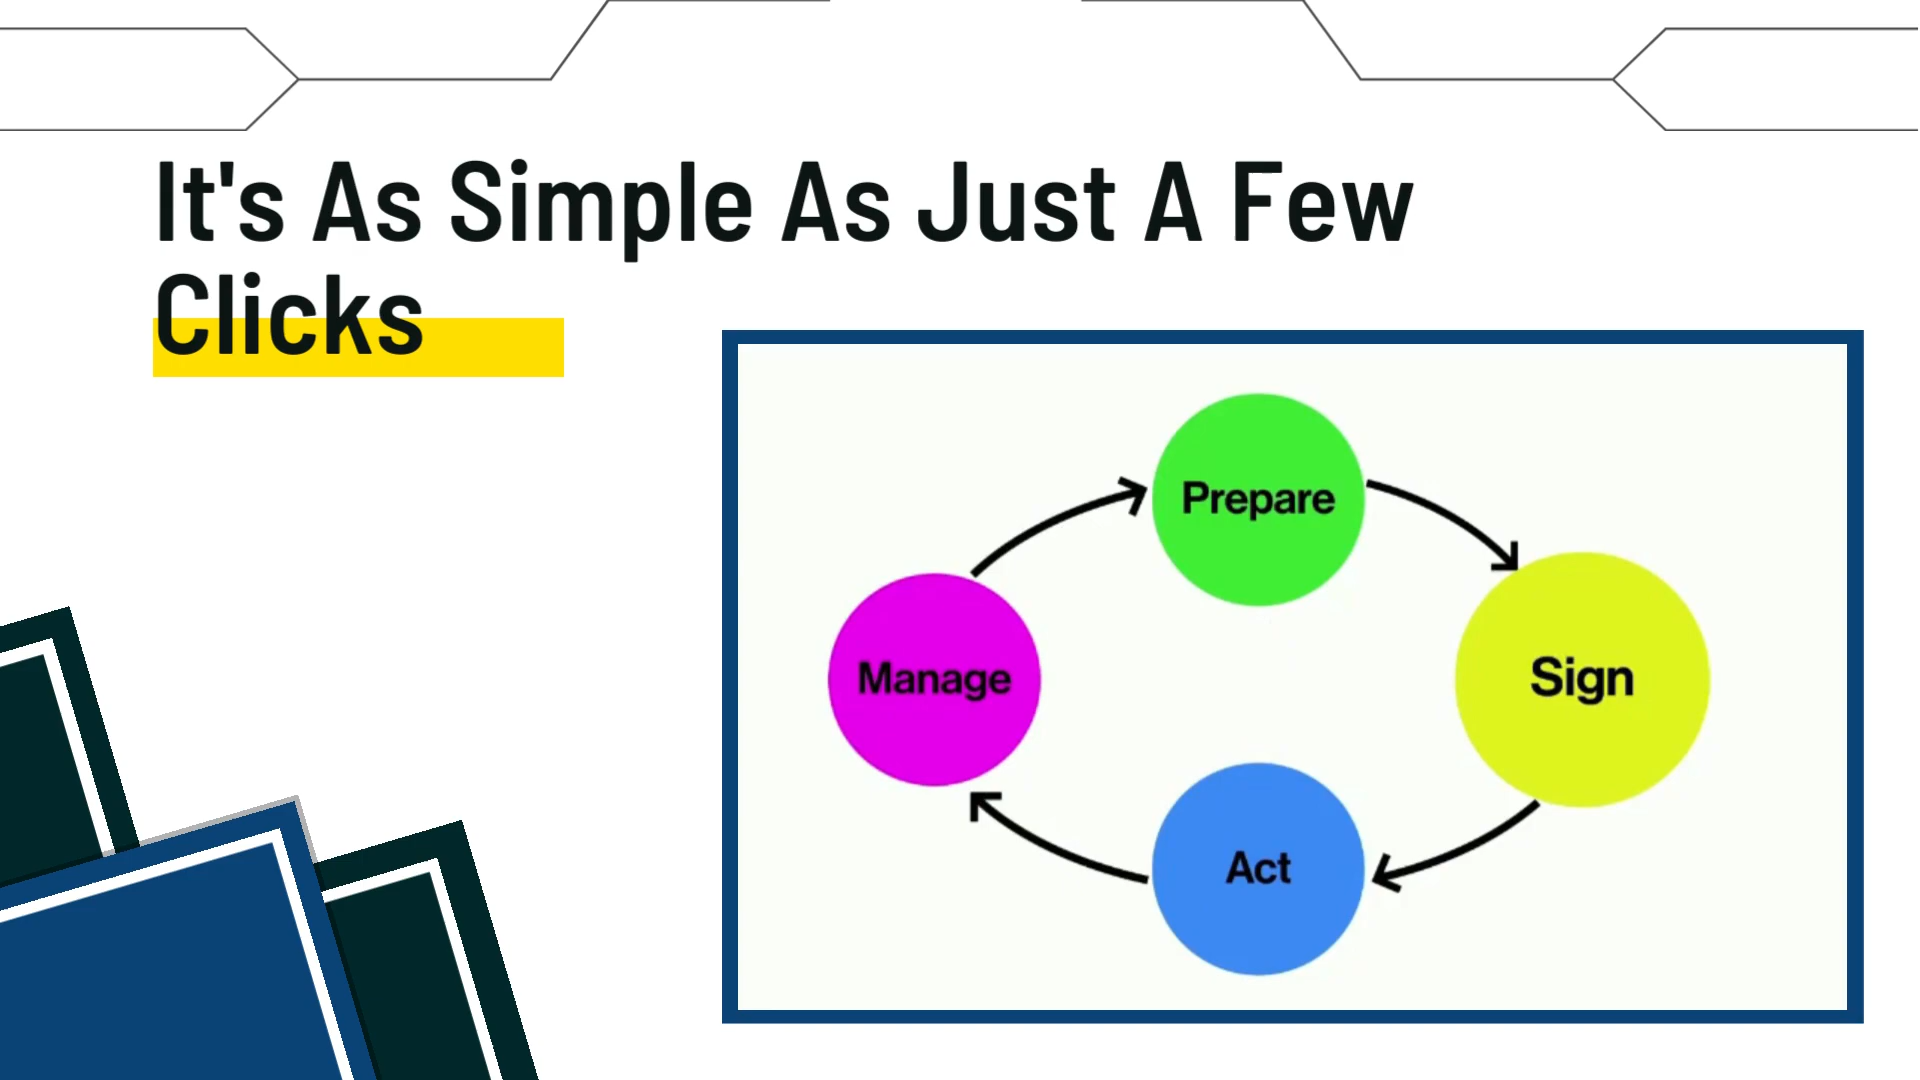 It's As Simple As Just A Few
Clicks
Prepare
Manage
Sign
Act